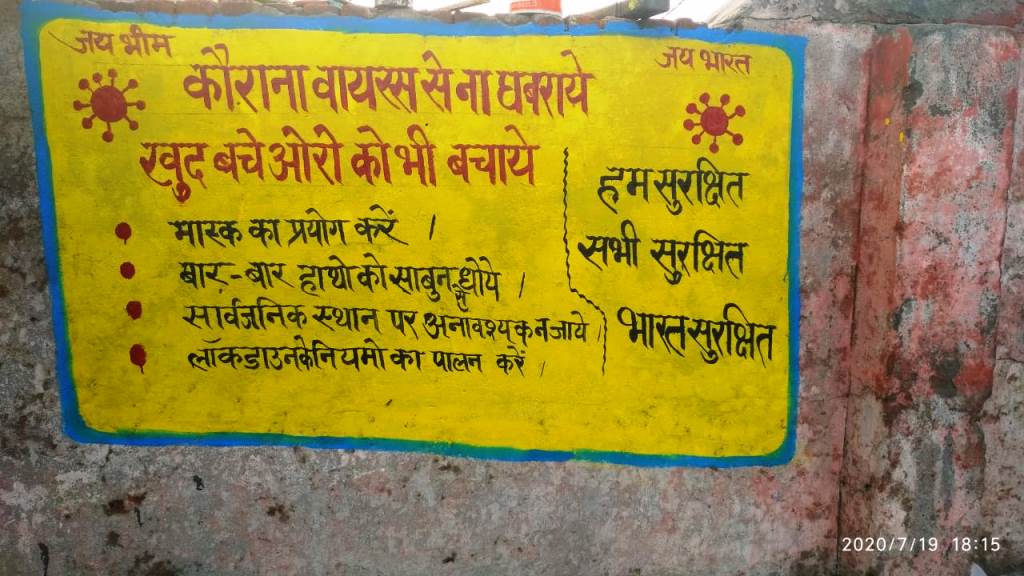 जय भीम
जय भारत
कौराना वायरस से ना घबराये
खुद बचे ओरो को भी बचाये
मास्क का प्रयोग करें ।
बार-बार हाथो को साबुन से धोये ।
सार्वजनिक स्थान पर अनावश्यक न जाये ।
लॉकडाउन के नियमो का पालन करें ।
हम सुरक्षित
सभी सुरक्षित
भारत सुरक्षित
2020/7/19 18:15